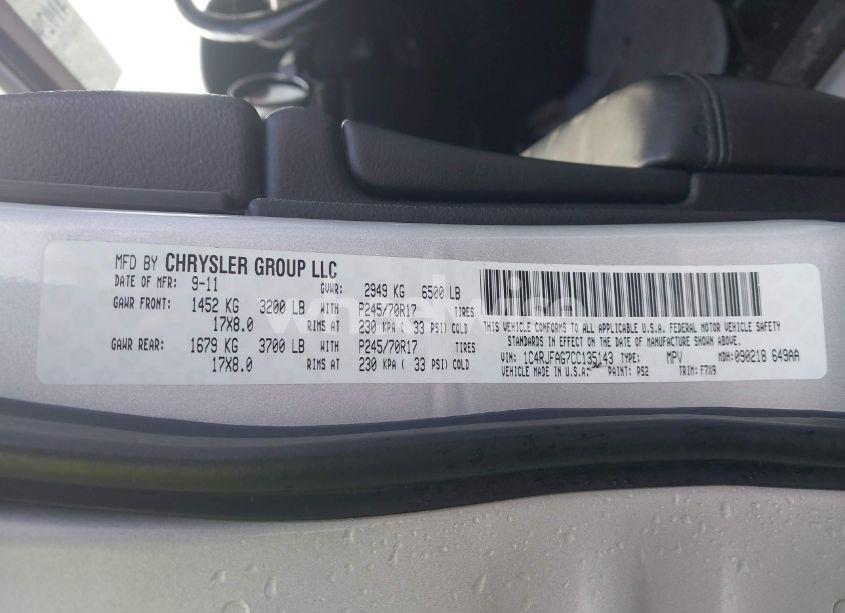 MFD BY CHRYSLER GROUP LLC
DATE OF MFR: 9-11 GVWR: 2949 KG 6500 LB
GAWR FRONT: 1452 KG 3200 LB WITH P245/70R17 TIRES
17X8.0 RIMS AT 230 KPA ( 33 PSI) COLD
GAWR REAR: 1679 KG 3700 LB WITH P245/70R17 TIRES
17X8.0 RIMS AT 230 KPA ( 33 PSI) COLD
THIS VEHICLE CONFORMS TO ALL APPLICABLE U.S.A. FEDERAL MOTOR VEHICLE SAFETY
STANDARDS IN EFFECT ON THE DATE OF MANUFACTURE SHOWN ABOVE.
VIN: 1C4RJFAG7CC135143 TYPE: MPV MDH: 090218 649AA
VEHICLE MADE IN U.S.A. PAINT: PS2 TRIM: F7X9